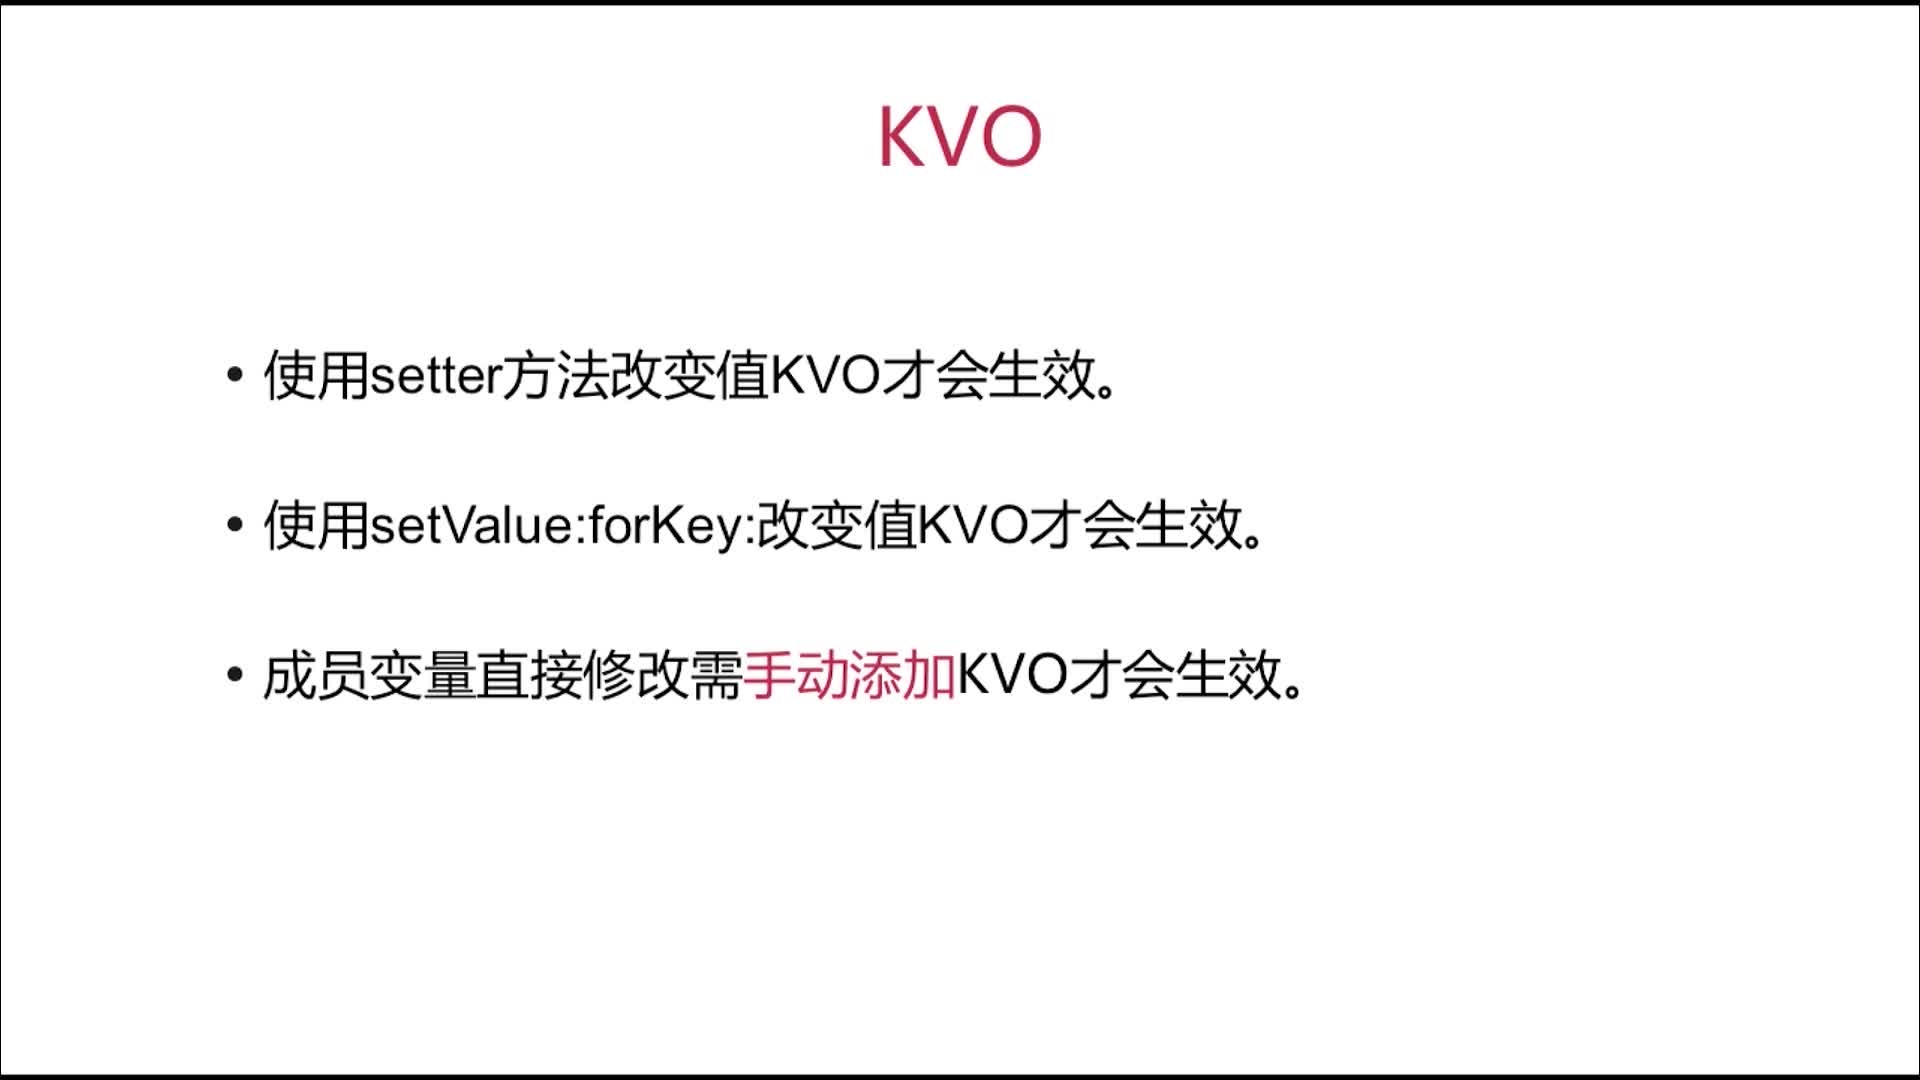 KVO
• 使用setter方法改变值KVO才会生效。
• 使用setValue:forKey:改变值KVO才会生效。
• 成员变量直接修改需手动添加KVO才会生效。